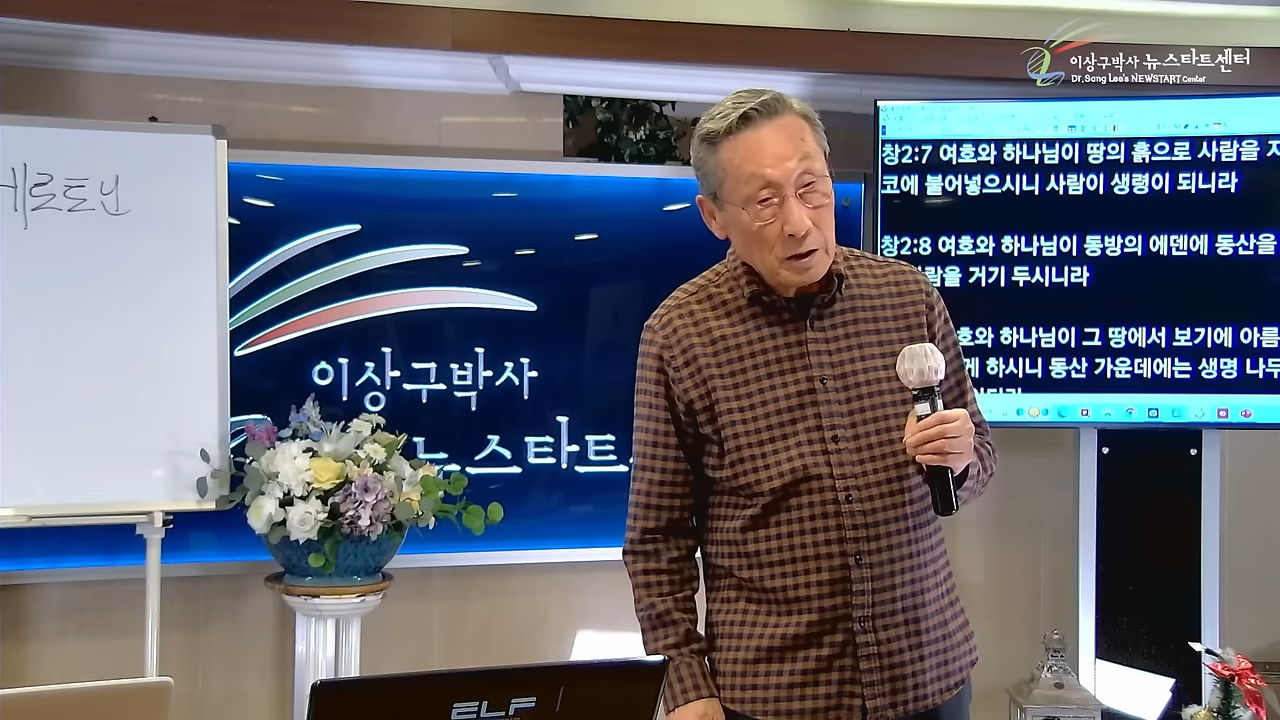 이상구박사 뉴스타트센터
Dr.Sang Lee's NEWSTART Center
세로토닌
이상구박사
뉴스타트
창2:7 여호와 하나님이 땅의 흙으로 사람을
코에 불어넣으시니 사람이 생령이 되니라
창2:8 여호와 하나님이 동방의 에덴에 동산을
람을 거기 두시니라
호와 하나님이 그 땅에서 보기에 아름
게 하시니 동산 가운데에는 생명 나무
ELF